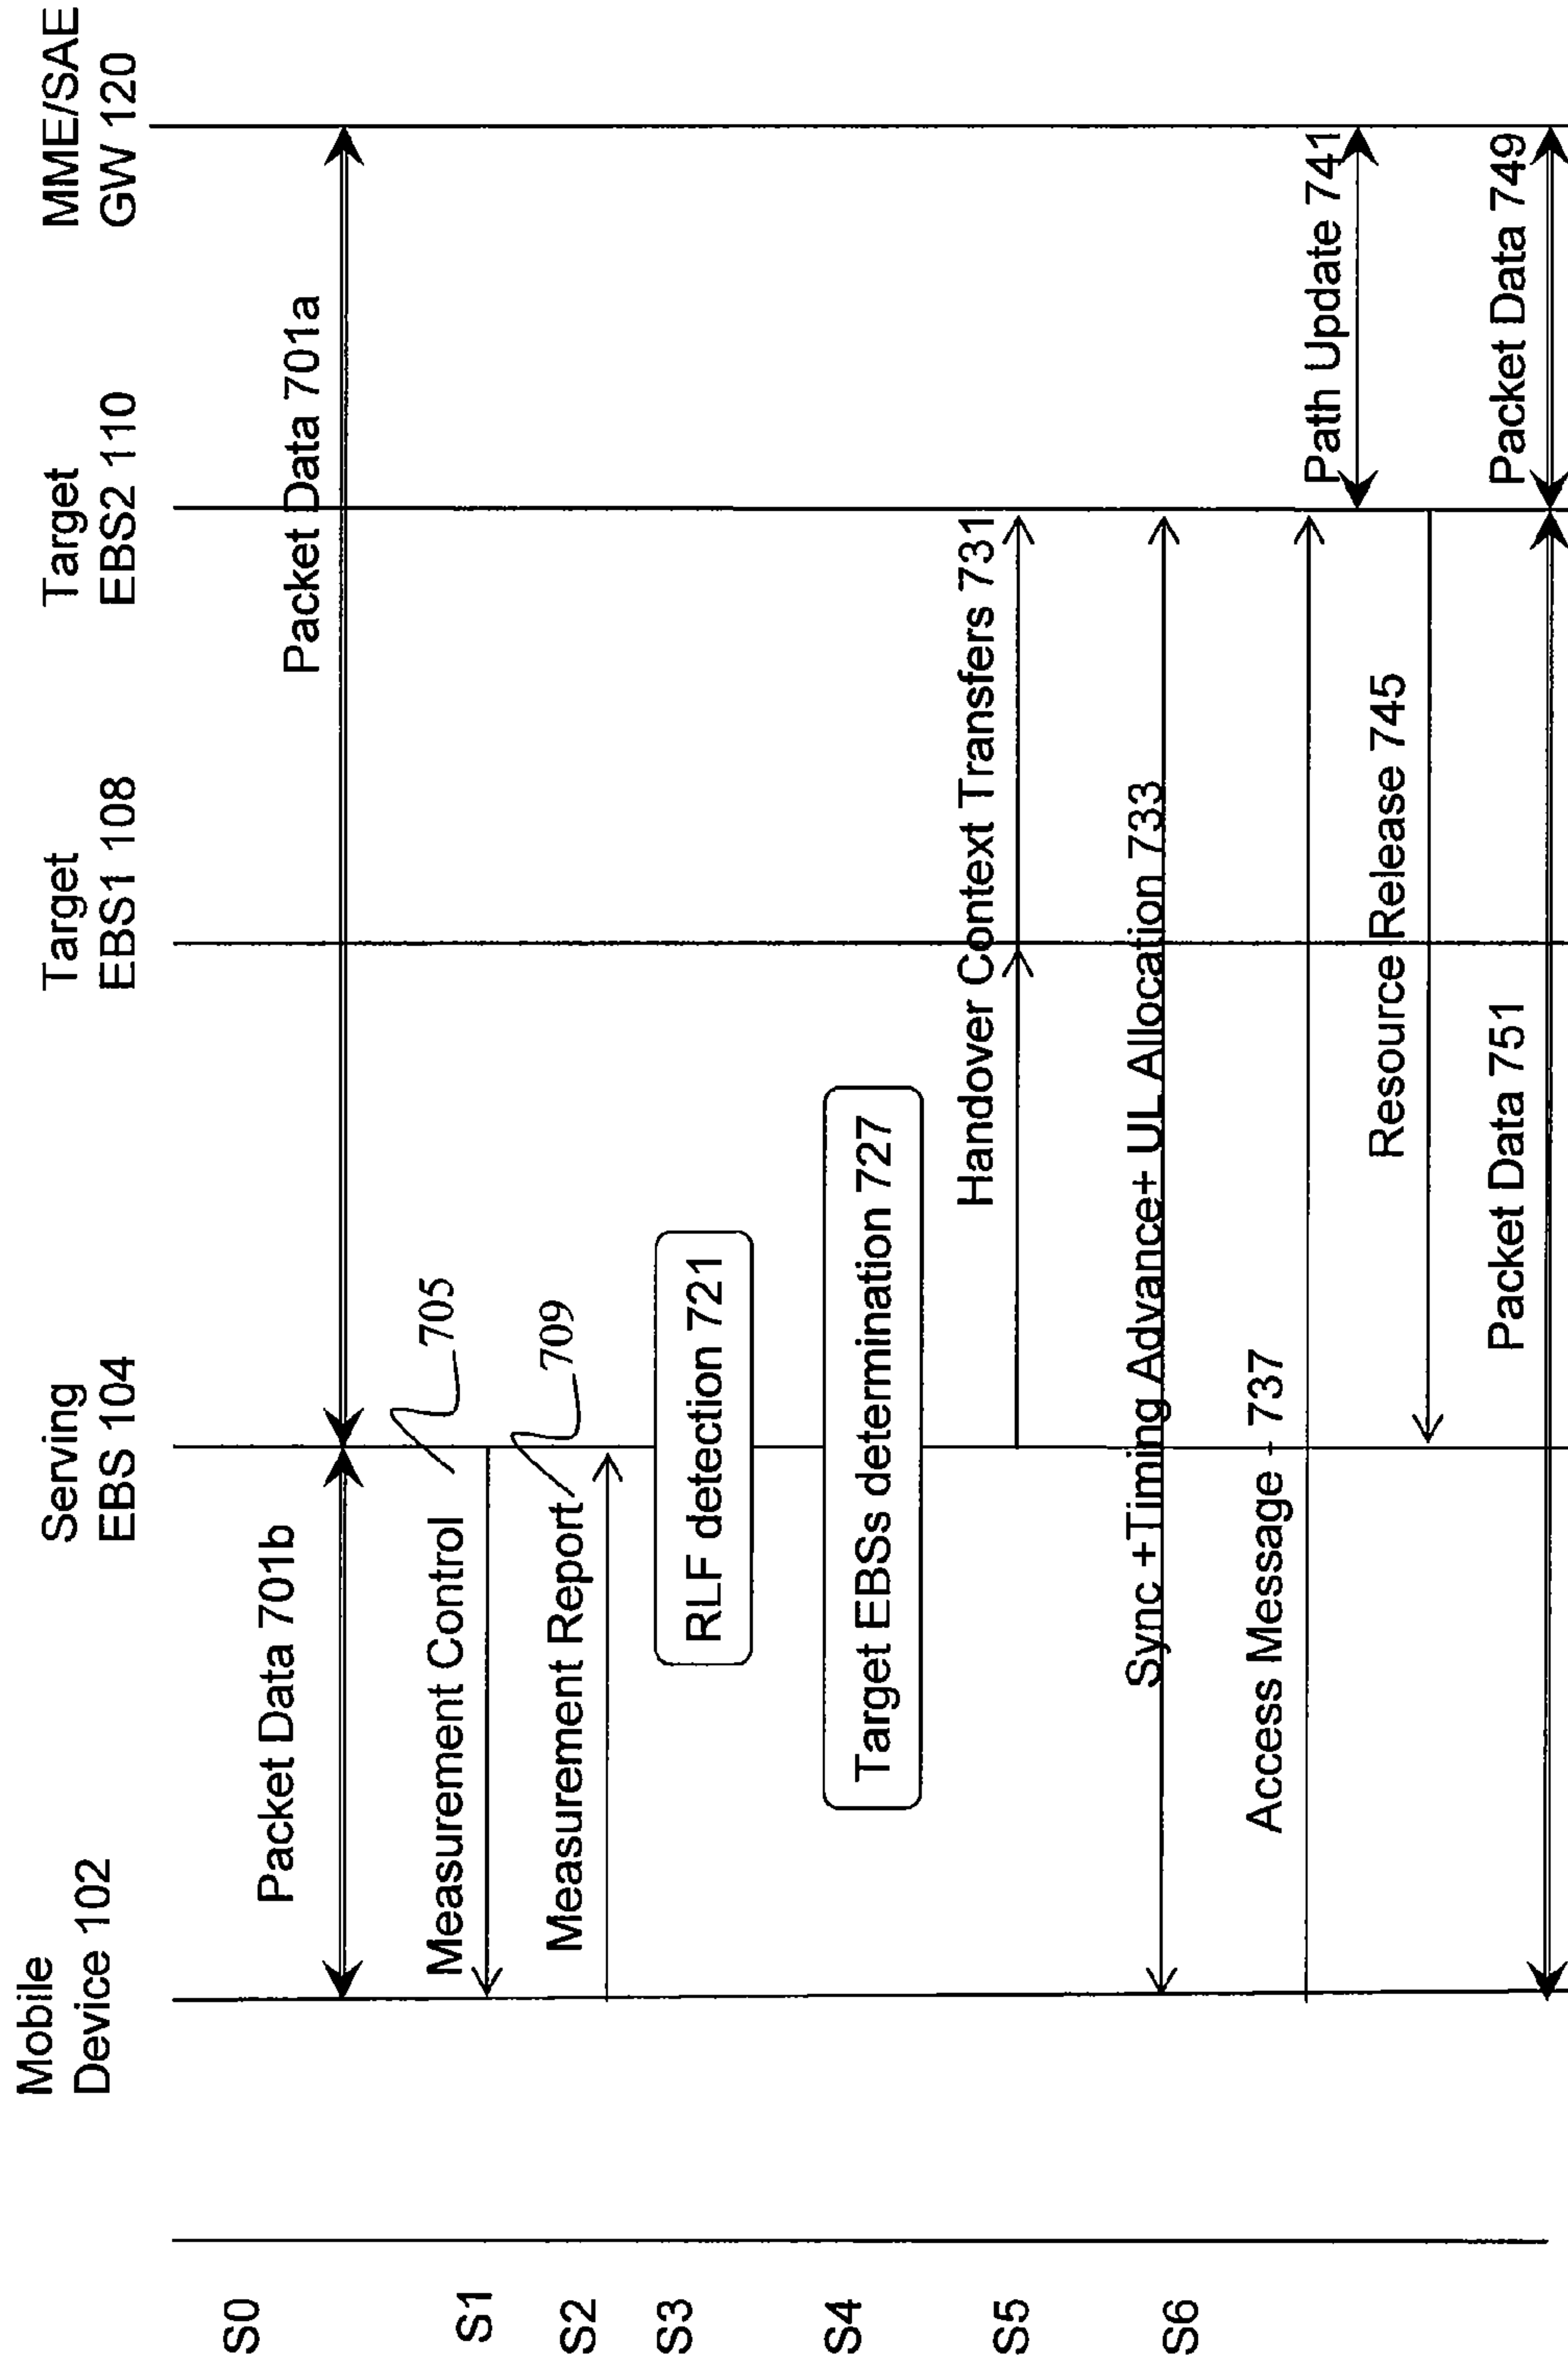 Mobile
Device 102
Serving
EBS 104
Target
EBS1 108
Target
EBS2 110
MME/SAE
GW 120
S0
Packet Data 701b
Packet Data 701a
S1
Measurement Control
705
S2
Measurement Report
709
S3
RLF detection 721
S4
Target EBSs determination 727
S5
Handover Context Transfers 731
S6
Sync +Timing Advance+ UL Allocation 733
Access Message - 737
Path Update 741
Resource Release 745
Packet Data 751
Packet Data 749